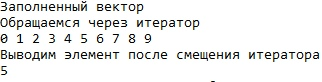 Заполненный вектор
Обращаемся через итератор
0 1 2 3 4 5 6 7 8 9
Выводим элемент после смещения итератора
5